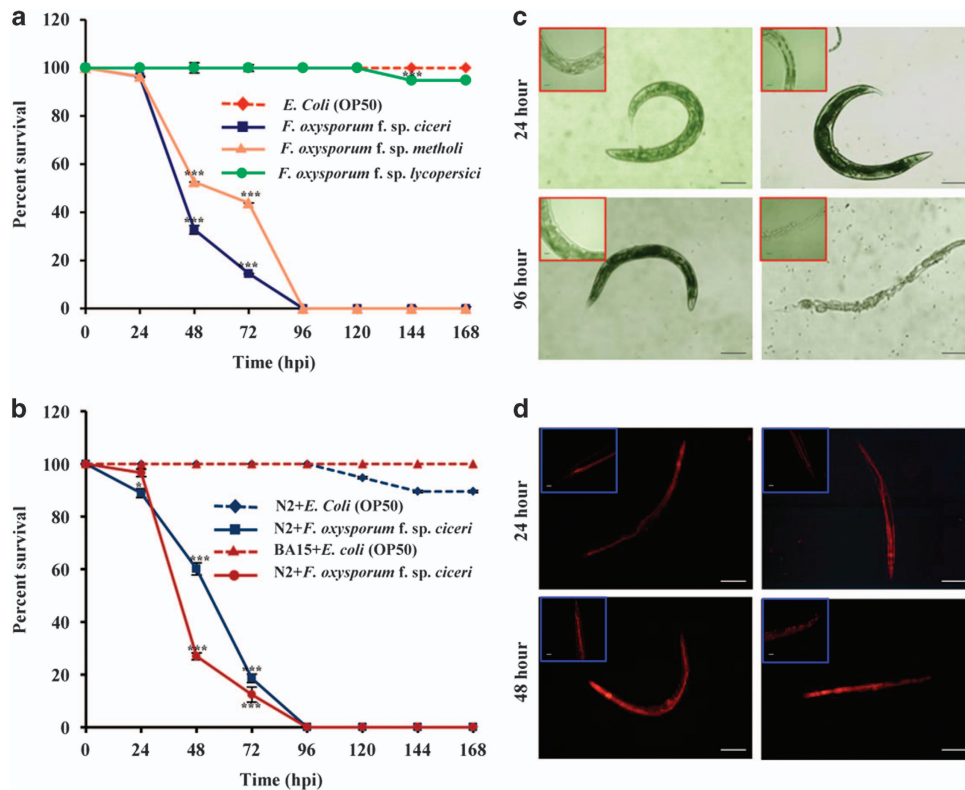 a
120
100
80
60
40
20
0
Percent survival
***
***
***
***
***
E. Coli (OP50)
F. oxysporum f. sp. ciceri
F. oxysporum f. sp. metholi
F. oxysporum f. sp. lycopersici
0 24 48 72 96 120 144 168
Time (hpi)
b
120
100
80
60
40
20
0
Percent survival
*
***
***
***
***
N2+E. Coli (OP50)
N2+F. oxysporum f. sp. ciceri
BA15+E. coli (OP50)
N2+F. oxysporum f. sp. ciceri
0 24 48 72 96 120 144 168
Time (hpi)
c
24 hour
96 hour
d
24 hour
48 hour